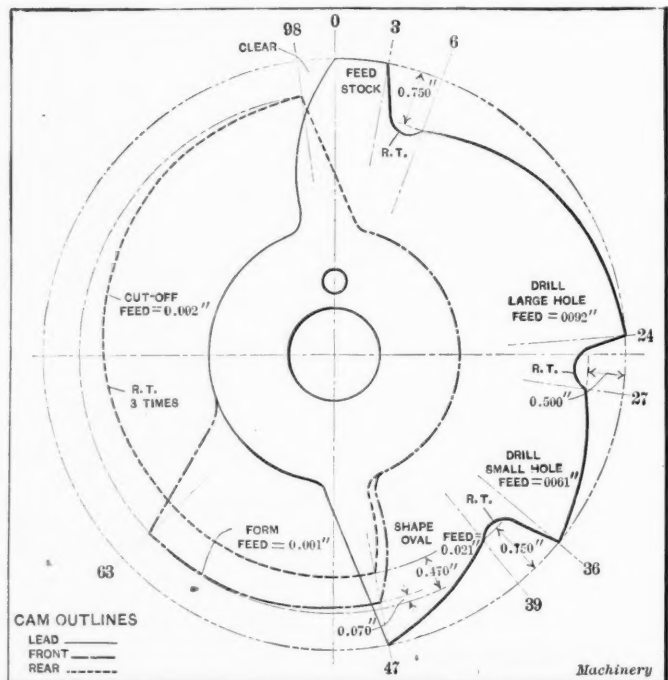 98
0
3
6
CLEAR
FEED
STOCK
0.750"
R.T.
CUT-OFF
FEED=0.002"
DRILL
LARGE HOLE
FEED=0092"
24
R.T.
R.T.
3 TIMES
0.500"
27
DRILL
SMALL HOLE
FEED=0061"
R.T.
SHAPE
OVAL
FEED=
0.021"
0.750"
FORM
FEED=0.001"
0.470"
36
63
39
0.070"
47
CAM OUTLINES
LEAD
FRONT
REAR
Machinery